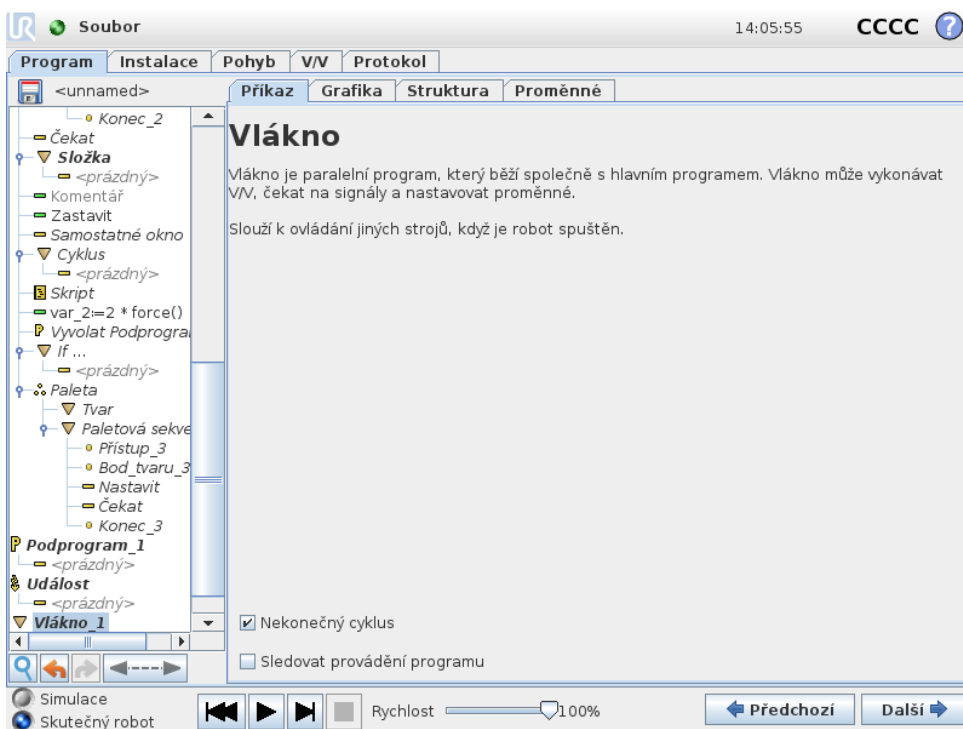 UR Soubor 14:05:55 CCCC ?
Program Instalace Pohyb V/V Protokol
<unnamed> Příkaz Grafika Struktura Proměnné
Konec_2
Čekat
Složka
<prázdný>
Komentář
Zastavit
Samostatné okno
Cyklus
<prázdný>
Skript
var_2:=2 * force()
Vyvolat Podprogra
If ...
<prázdný>
Paleta
Tvar
Paletová sekve
Přístup_3
Bod_tvaru_3
Nastavit
Čekat
Konec_3
P Podprogram_1
<prázdný>
Událost
<prázdný>
Vlákno_1
Vlákno
Vlákno je paralelní program, který běží společně s hlavním programem. Vlákno může vykonávat
V/V, čekat na signály a nastavovat proměnné.
Slouží k ovládání jiných strojů, když je robot spuštěn.
Nekonečný cyklus
Sledovat provádění programu
Simulace
Skutečný robot
Rychlost 100%
Předchozí Další